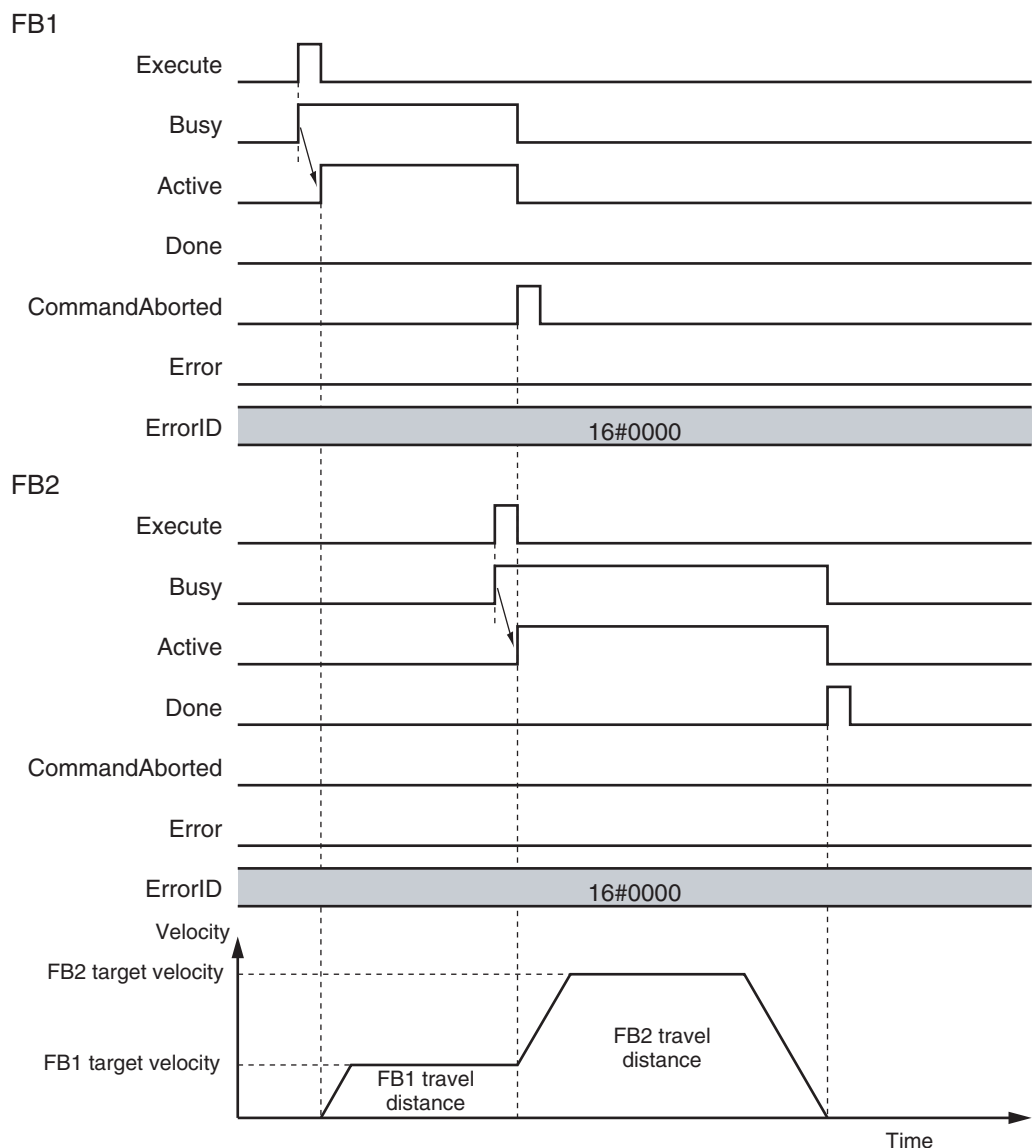 FB1
Execute
Busy
Active
Done
CommandAborted
Error
ErrorID
16#0000
FB2
Execute
Busy
Active
Done
CommandAborted
Error
ErrorID
16#0000
Velocity
FB2 target velocity
FB1 target velocity
FB1 travel
distance
FB2 travel
distance
Time